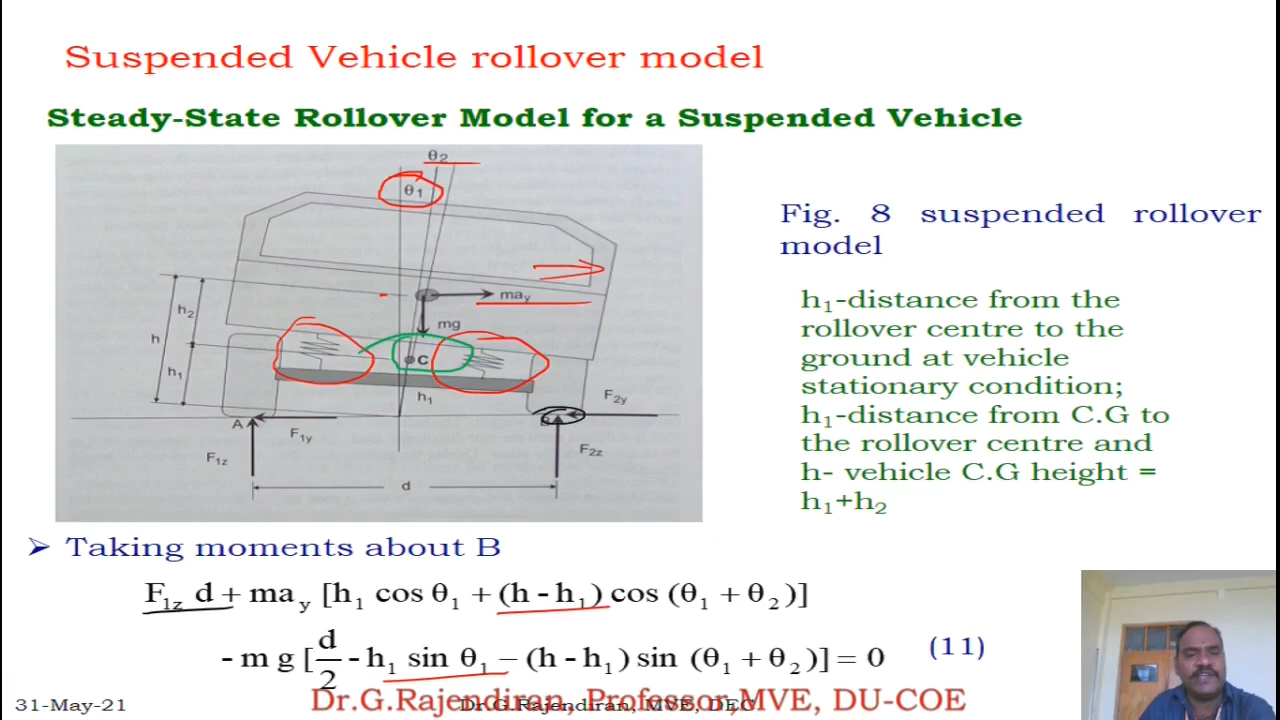 Suspended Vehicle rollover model
Steady-State Rollover Model for a Suspended Vehicle
θ2
θ1
h2
h
h1
may
mg
C
h1
A
B
F1y
F2y
F1z
F2z
d
Fig. 8 suspended rollover
model
h1-distance from the
rollover centre to the
ground at vehicle
stationary condition;
h1-distance from C.G to
the rollover centre and
h- vehicle C.G height =
h1+h2
➢ Taking moments about B
F1z d + may [h1 cos θ1 + (h - h1) cos (θ1 + θ2)]
- m g [d/2 - h1 sin θ1 – (h - h1) sin (θ1 + θ2)] = 0 (11)
31-May-21
Dr.G.Rajendiran, MVE, DEC
Dr.G.Rajendiran, Professor,MVE, DU-COE